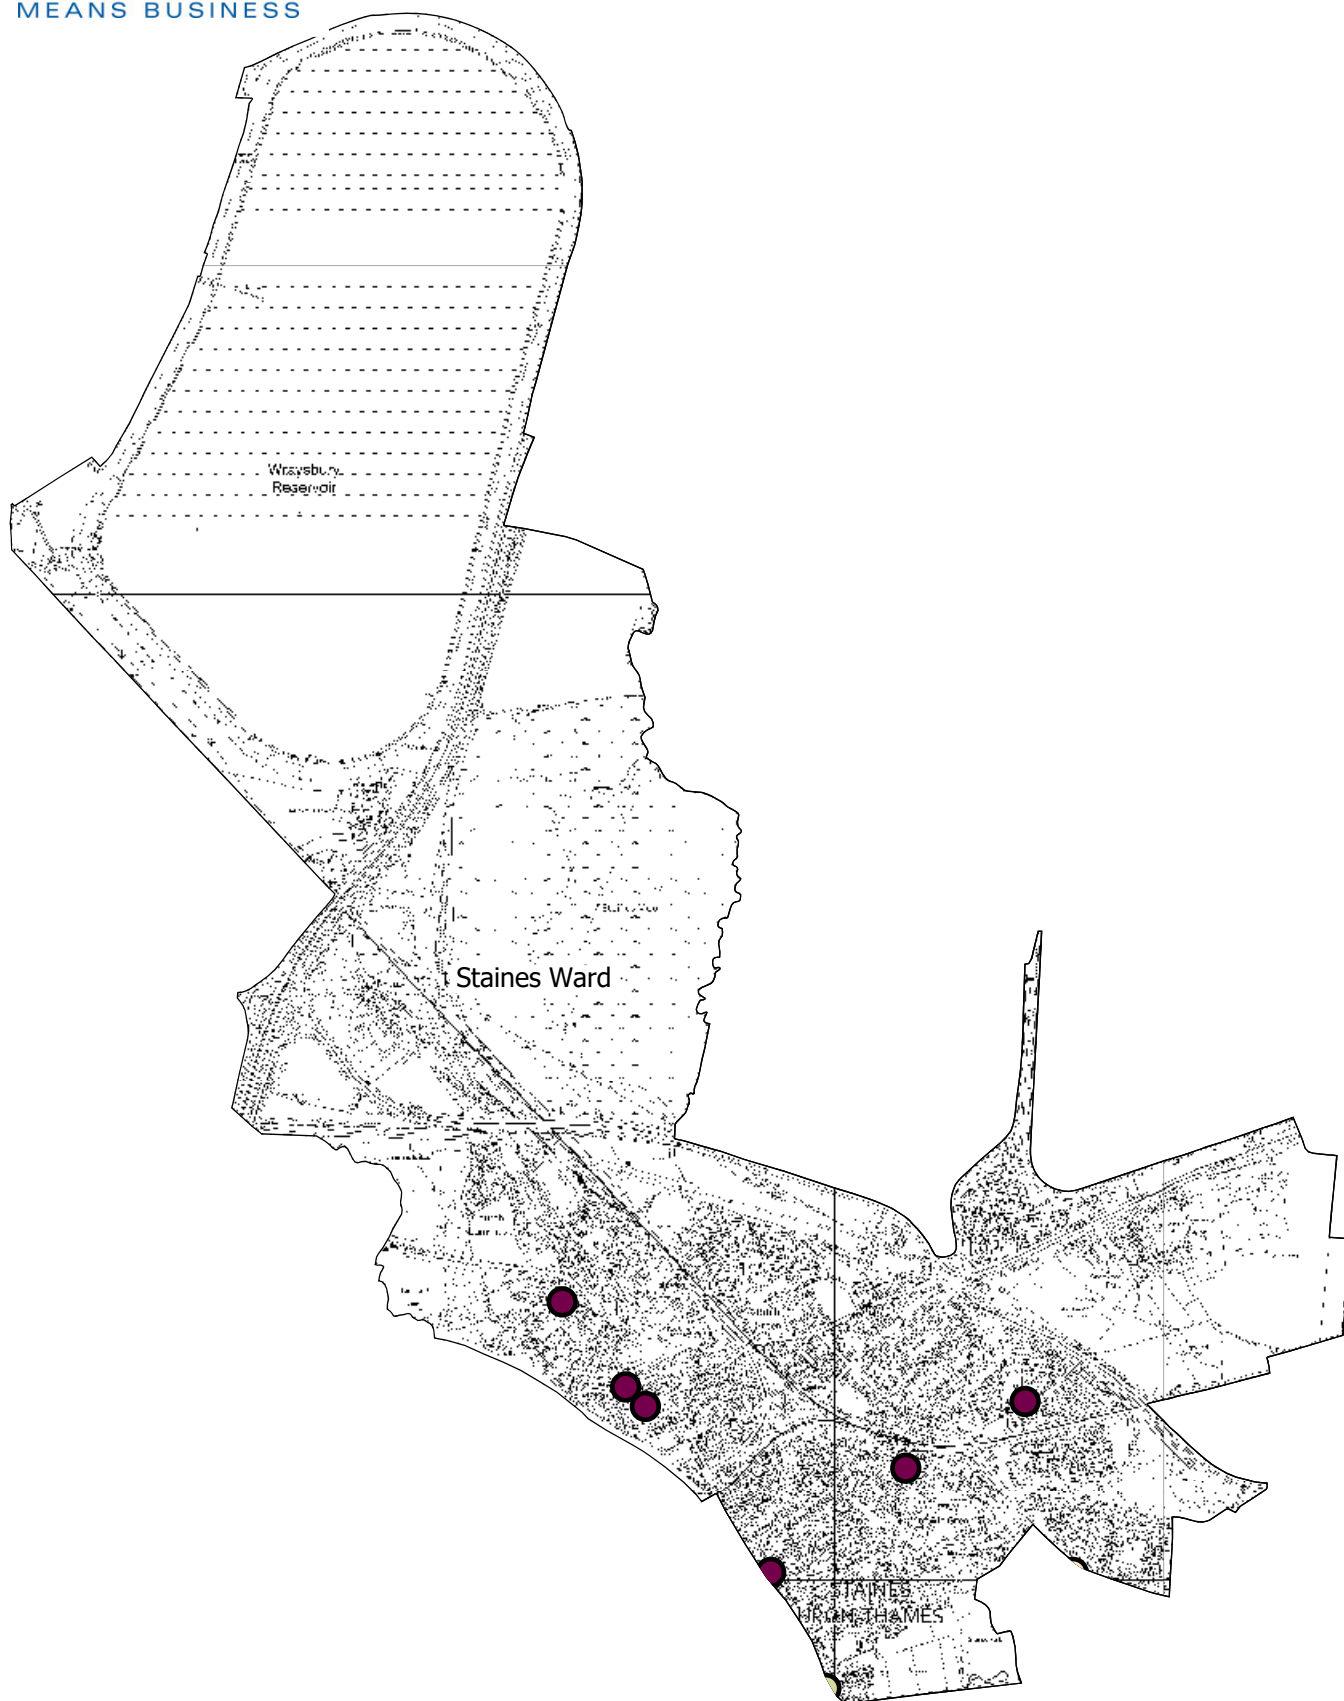 MEANS BUSINESS
Wraysbury
Reservoir
Staines Ward
STAINES
UPON-THAMES